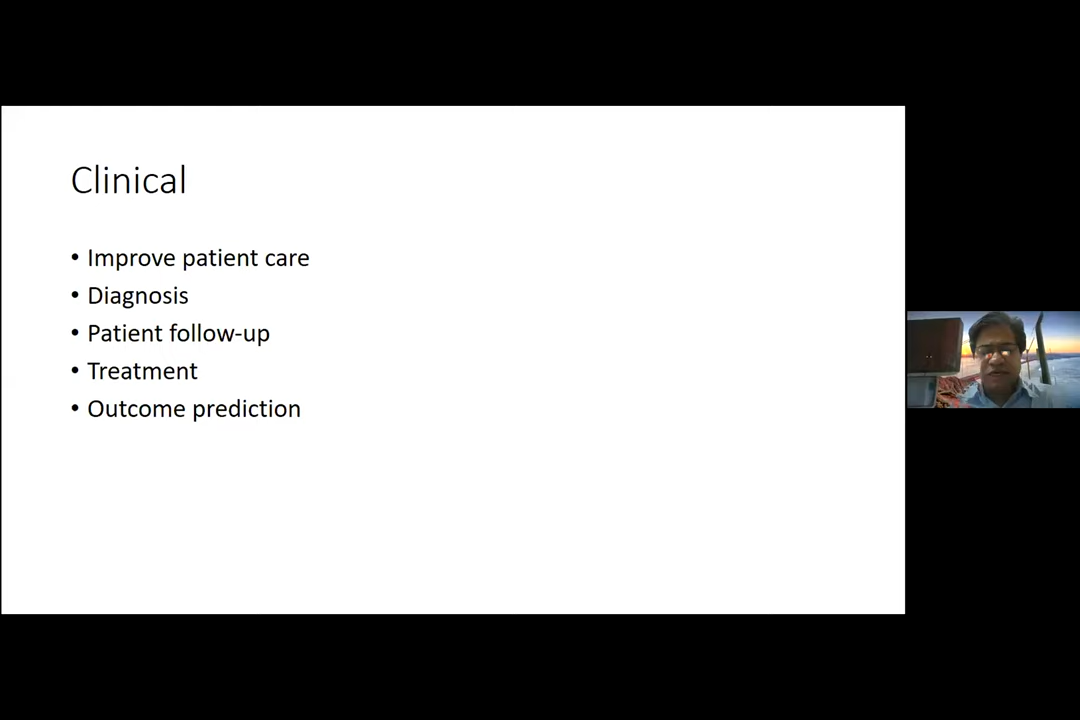 Clinical
• Improve patient care
• Diagnosis
• Patient follow-up
• Treatment
• Outcome prediction